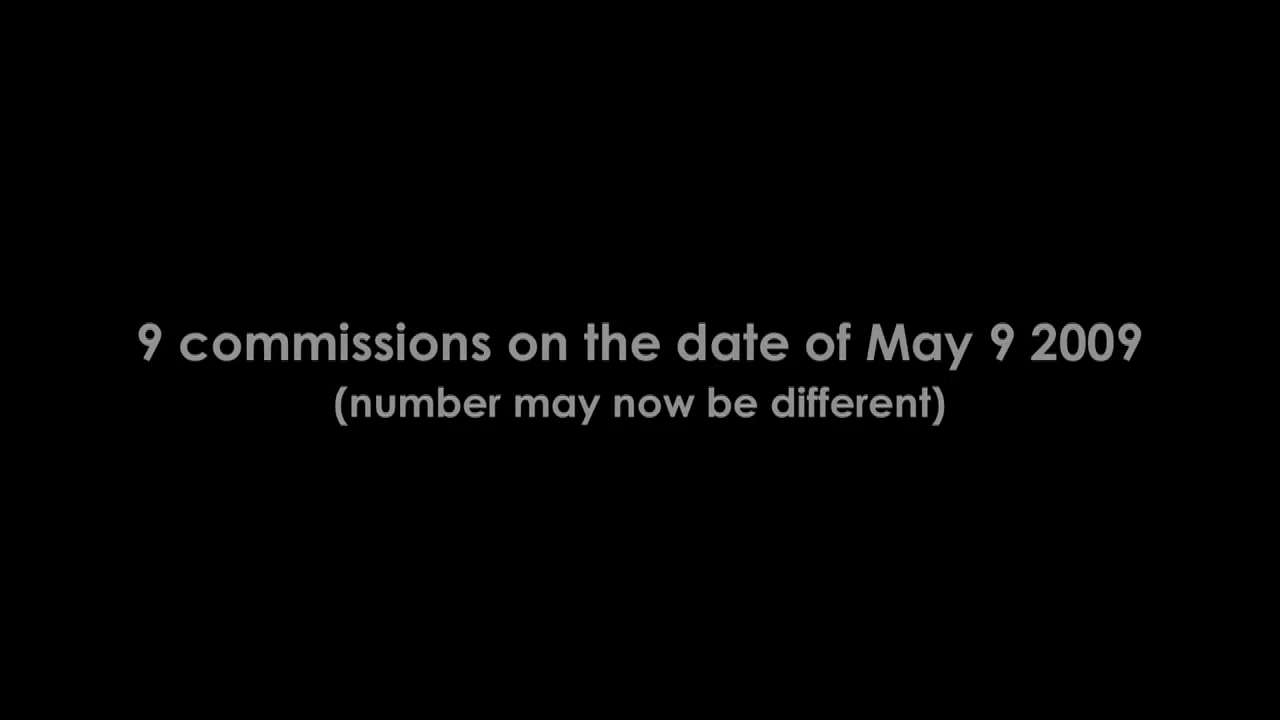 9 commissions on the date of May 9 2009
(number may now be different)